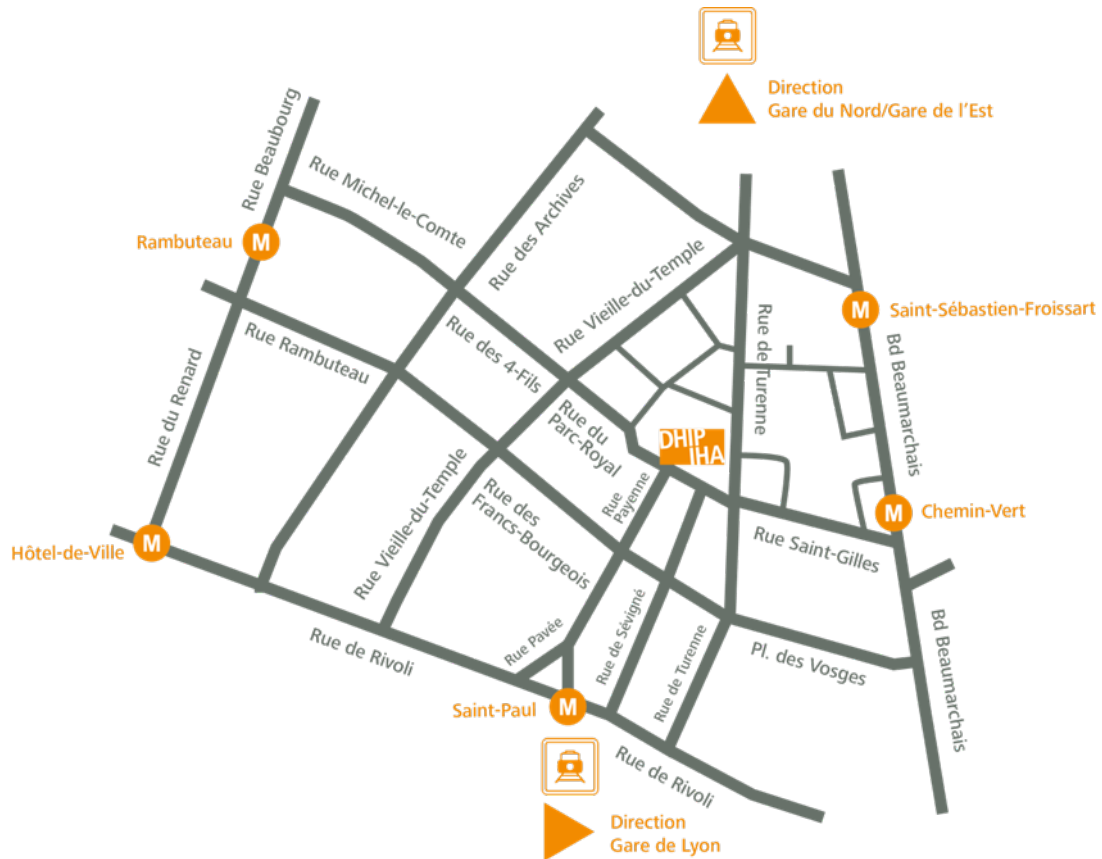 Direction
Gare du Nord/Gare de l'Est
Rue Beaubourg
Rue Michel-le-Comte
Rue des Archives
Rambuteau
M
Rue Vieille-du-Temple
Saint-Sébastien-Froissart
M
Rue Rambuteau
Rue des 4-Fils
Rue de Turenne
Bd Beaumarchais
Rue du Renard
Rue du
Parc-Royal
DHIP
IHA
Rue Vieille-du-Temple
Rue des
Francs-Bourgeois
Rue
Payenne
Chemin-Vert
M
Rue Saint-Gilles
Hôtel-de-Ville
M
Rue de Rivoli
Rue Pavée
Rue de Sévigné
Rue de Turenne
Pl. des Vosges
Bd Beaumarchais
Saint-Paul
M
Rue de Rivoli
Direction
Gare de Lyon